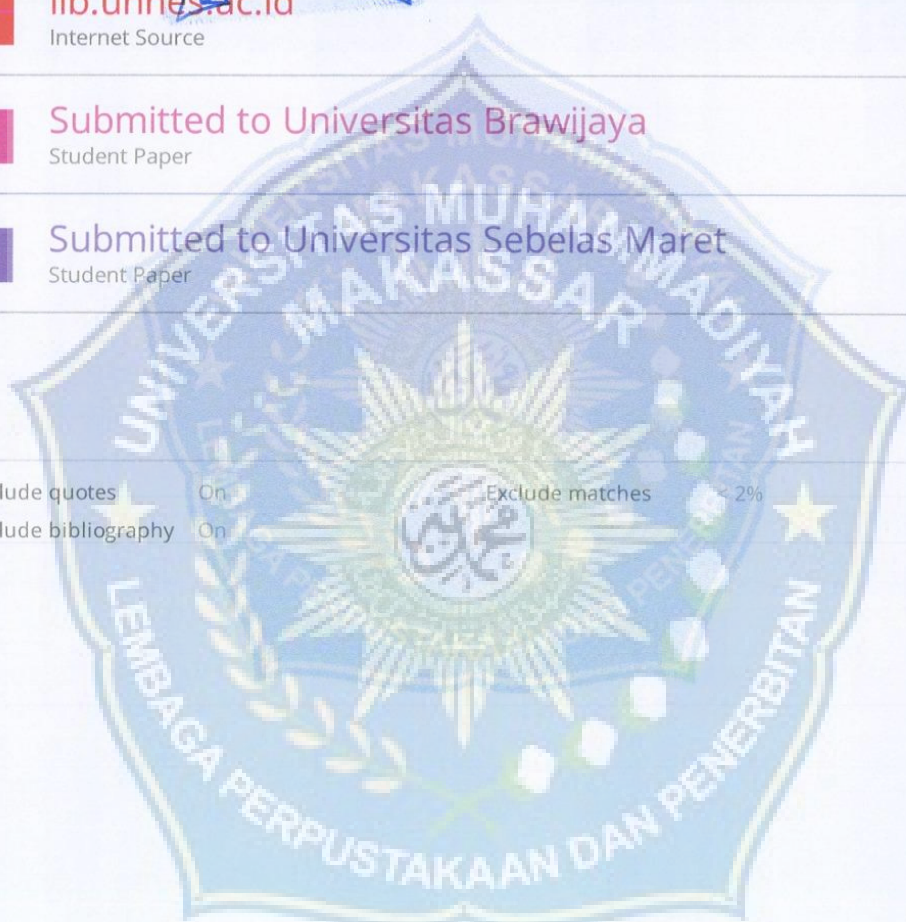 lib.unnes.ac.id
Internet Source
Submitted to Universitas Brawijaya
Student Paper
Submitted to Universitas Sebelas Maret
Student Paper
UNIVERSITAS MUHAMMADIYAH
MAKASSAR
lude quotes On Exclude matches < 2%
lude bibliography On
محمد
LEMBAGA PERPUSTAKAAN DAN PENERBITAN